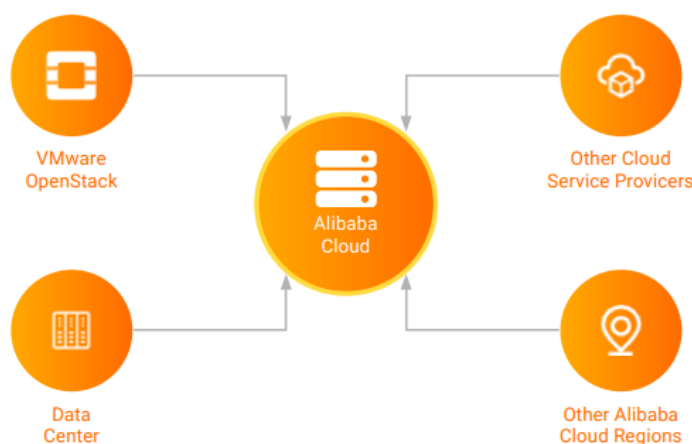 VMware
OpenStack
Other Cloud
Service Provicers
Alibaba
Cloud
Data
Center
Other Alibaba
Cloud Regions